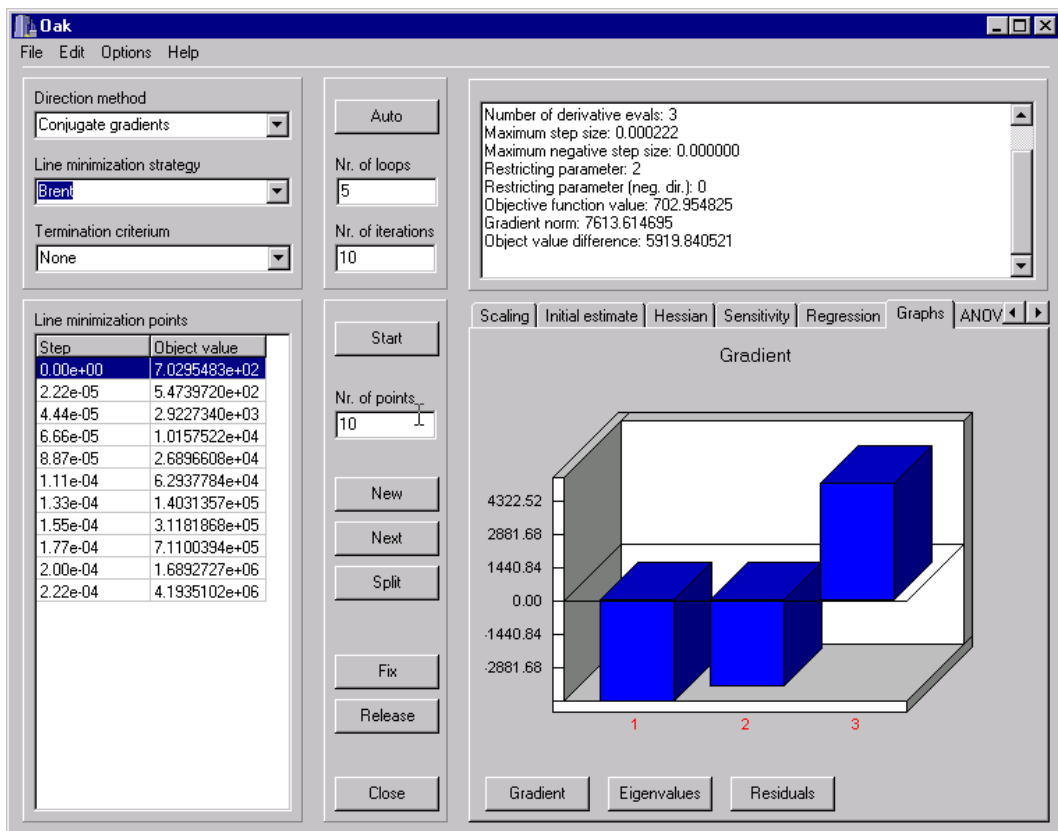 Oak
File Edit Options Help
Direction method
Conjugate gradients
Line minimization strategy
Brent
Termination criterium
None
Auto
Nr. of loops
5
Nr. of iterations
10
Number of derivative evals: 3
Maximum step size: 0.000222
Maximum negative step size: 0.000000
Restricting parameter: 2
Restricting parameter (neg. dir.): 0
Objective function value: 702.954825
Gradient norm: 7613.614695
Object value difference: 5919.840521
Line minimization points
Step Object value
0.00e+00 7.0295483e+02
2.22e-05 5.4739720e+02
4.44e-05 2.9227340e+03
6.66e-05 1.0157522e+04
8.87e-05 2.6896608e+04
1.11e-04 6.2937784e+04
1.33e-04 1.4031357e+05
1.55e-04 3.1181868e+05
1.77e-04 7.1100394e+05
2.00e-04 1.6892727e+06
2.22e-04 4.1935102e+06
Start
Nr. of points
10
New
Next
Split
Fix
Release
Close
Scaling Initial estimate Hessian Sensitivity Regression Graphs ANOV
Gradient
4322.52
2881.68
1440.84
0.00
-1440.84
-2881.68
1 2 3
Gradient Eigenvalues Residuals